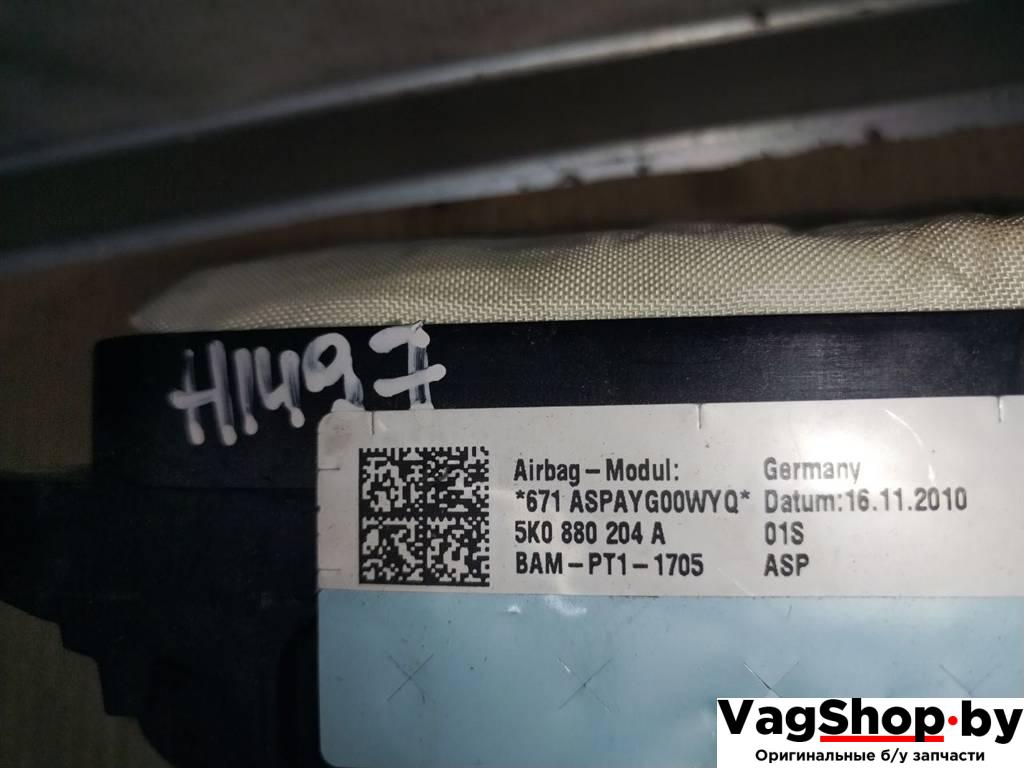 H1497
Airbag-Modul: Germany
*671 ASPAYG00WYQ* Datum:16.11.2010
5K0 880 204 A 01S
BAM-PT1-1705 ASP
VagShop.by
Оригинальные б/у запчасти